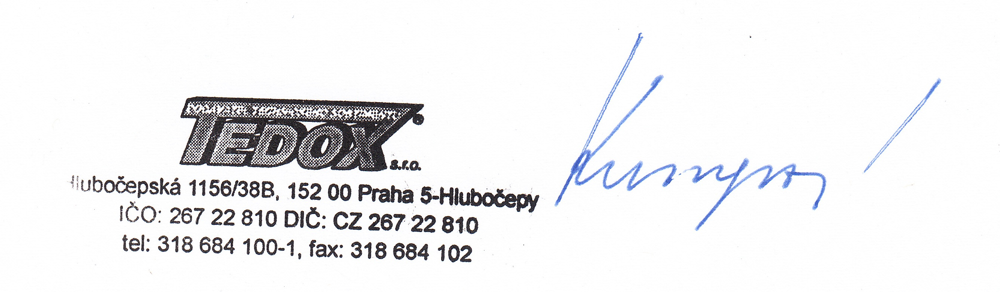 TEDOX
s.r.o.
Hlubočepská 1156/38B, 152 00 Praha 5-Hlubočepy
IČO: 267 22 810 DIČ: CZ 267 22 810
tel: 318 684 100-1, fax: 318 684 102